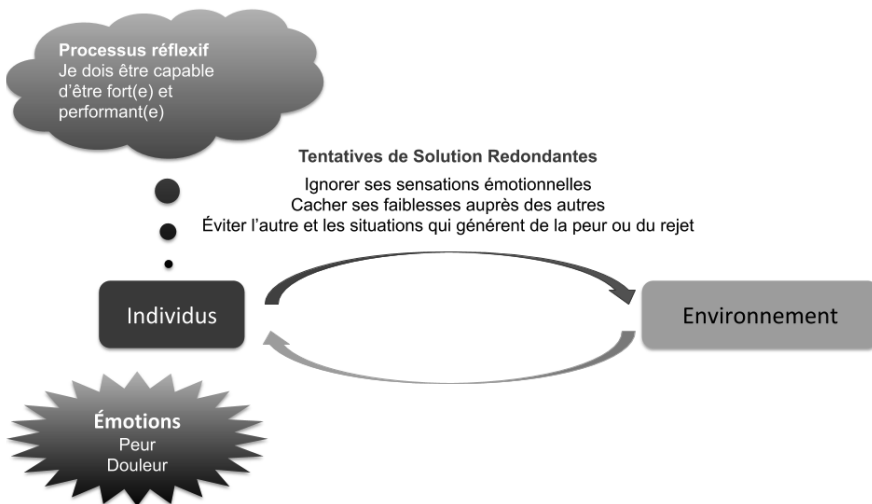 Processus réflexif
Je dois être capable
d'être fort(e) et
performant(e)
Tentatives de Solution Redondantes
Ignorer ses sensations émotionnelles
Cacher ses faiblesses auprès des autres
Éviter l'autre et les situations qui générent de la peur ou du rejet
Individus
Environnement
Émotions
Peur
Douleur